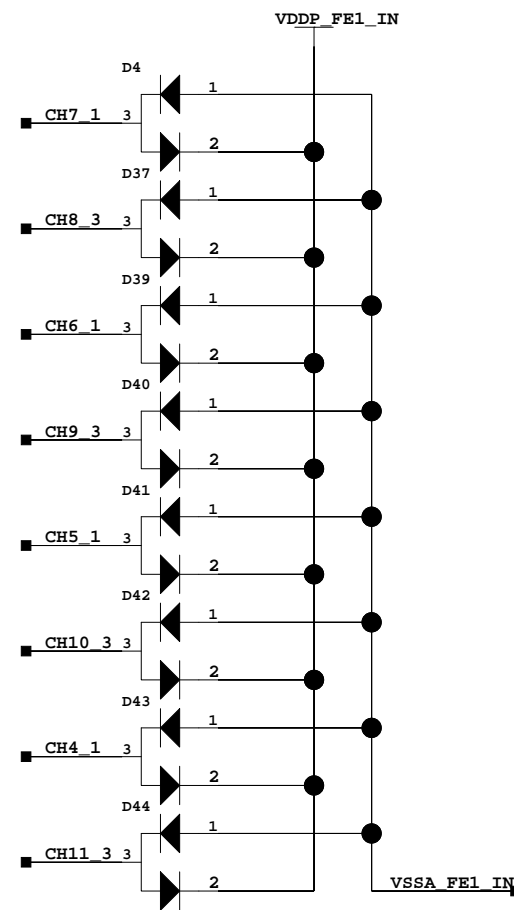 VDDP_FE1_IN
D4
1
CH7_1 3
2
D37
1
CH8_3 3
2
D39
1
CH6_1 3
2
D40
1
CH9_3 3
2
D41
1
CH5_1 3
2
D42
1
CH10_3 3
2
D43
1
CH4_1 3
2
D44
1
CH11_3 3
2
VSSA_FE1_IN